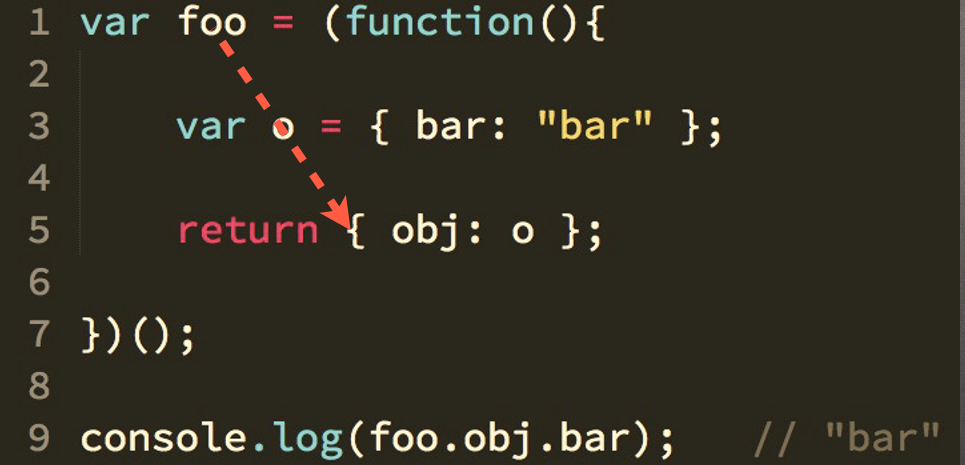 1 var foo = (function(){
2
3 var o = { bar: "bar" };
4
5 return { obj: o };
6
7 })();
8
9 console.log(foo.obj.bar); // "bar"